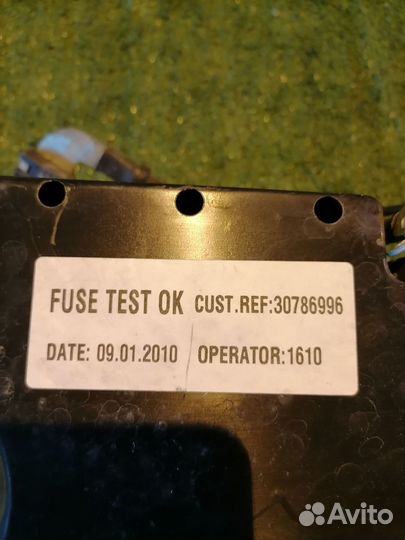 FUSE TEST OK CUST.REF:30786996
DATE: 09.01.2010 OPERATOR:1610
Avito